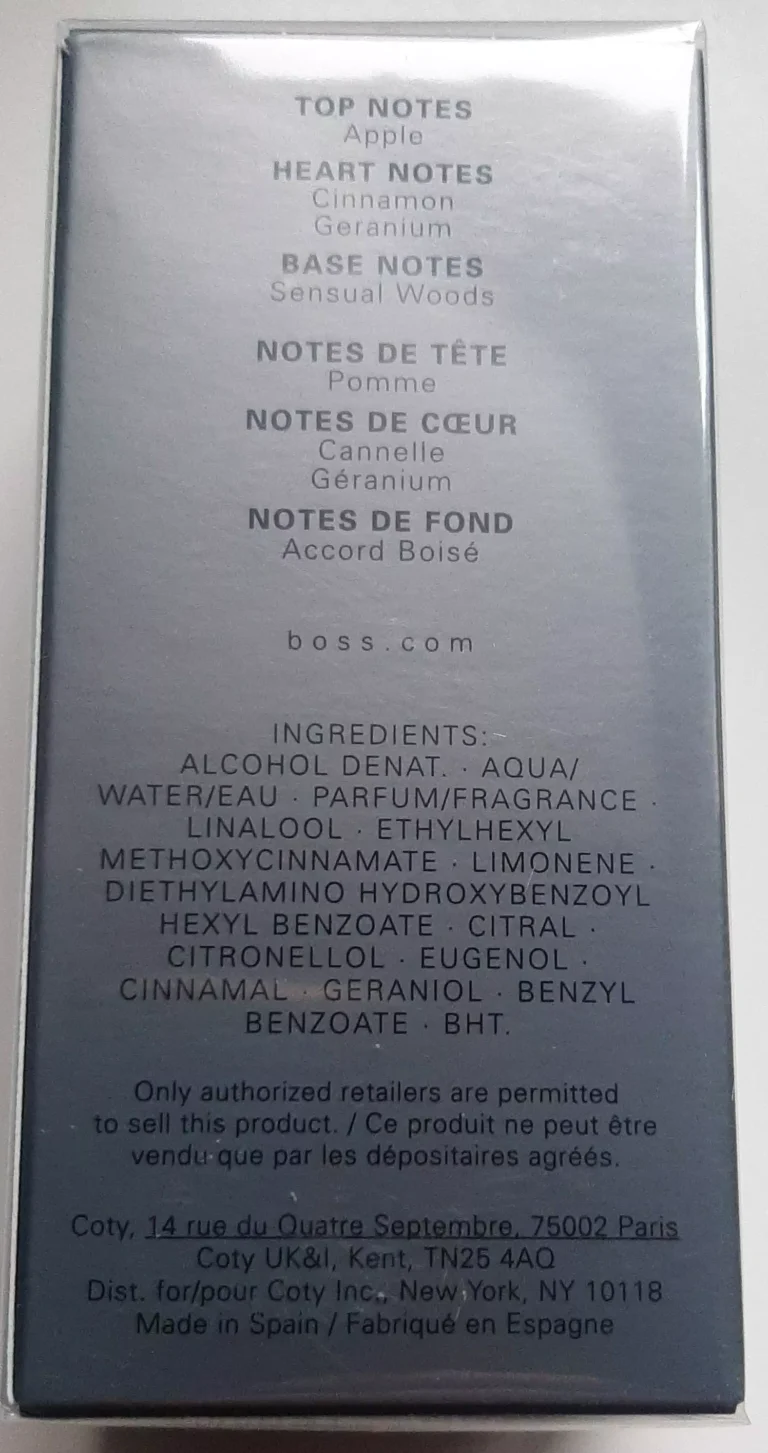 TOP NOTES
Apple
HEART NOTES
Cinnamon
Geranium
BASE NOTES
Sensual Woods
NOTES DE TÊTE
Pomme
NOTES DE CŒUR
Cannelle
Géranium
NOTES DE FOND
Accord Boisé
boss.com
INGREDIENTS:
ALCOHOL DENAT. · AQUA/
WATER/EAU · PARFUM/FRAGRANCE ·
LINALOOL · ETHYLHEXYL
METHOXYCINNAMATE · LIMONENE ·
DIETHYLAMINO HYDROXYBENZOYL
HEXYL BENZOATE · CITRAL ·
CITRONELLOL · EUGENOL ·
CINNAMAL · GERANIOL · BENZYL
BENZOATE · BHT.
Only authorized retailers are permitted
to sell this product. / Ce produit ne peut être
vendu que par les dépositaires agréés.
Coty, 14 rue du Quatre Septembre, 75002 Paris
Coty UK&I, Kent, TN25 4AQ
Dist. for/pour Coty Inc., New York, NY 10118
Made in Spain / Fabriqué en Espagne